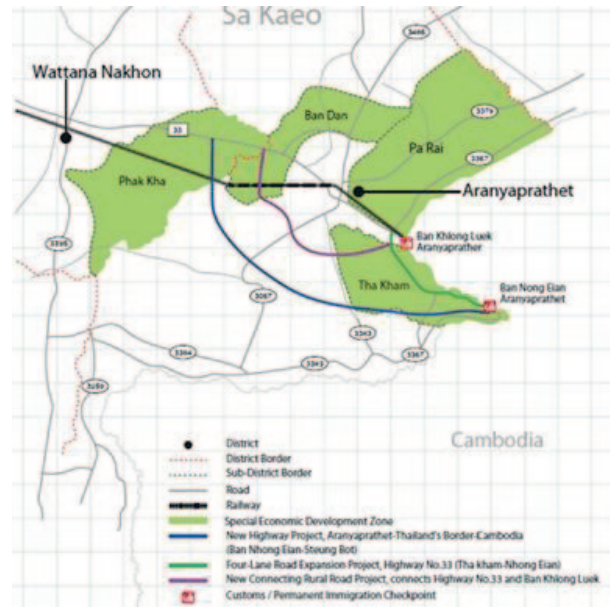 Sa Kaeo
Wattana Nakhon
Ban Dan
33
3379
Pa Rai
3367
Phak Kha
Aranyaprathet
Ban Khlong Luek
Aranyaprather
Ban Nong Eian
Aranyaprathet
Tha Kham
3395
3067
3343
3367
3384
3343
Cambodia
District
District Border
Sub-District Border
Road
Railway
Special Economic Development Zone
New Highway Project, Aranyaprathet-Thailand's Border-Cambodia
(Ban Nhong Eian-Steung Bot)
Four-Lane Road Expansion Project, Highway No.33 (Tha kham-Nhong Eian)
New Connecting Rural Road Project, connects Highway No.33 and Ban Khlong Luek
Customs / Permanent Immigration Checkpoint